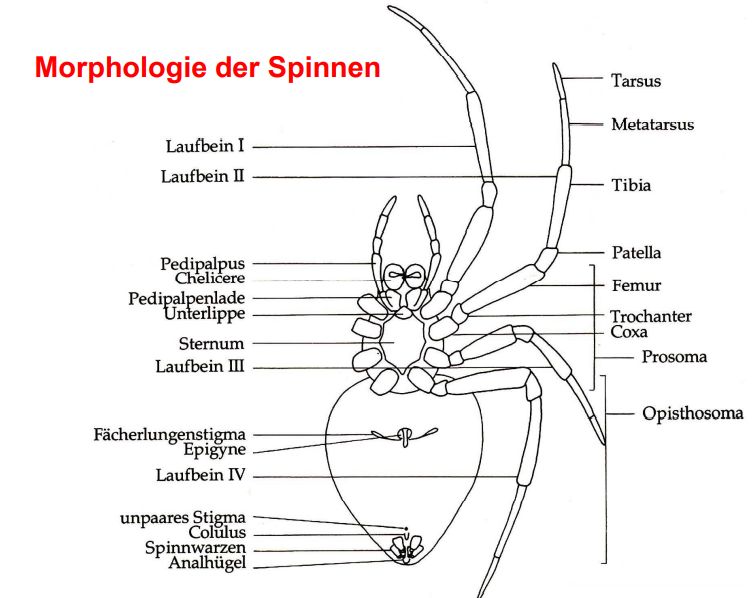 Morphologie der Spinnen
Laufbein I
Laufbein II
Pedipalpus
Chelicere
Pedipalpenlade
Unterlippe
Sternum
Laufbein III
Fächerlungenstigma
Epigyne
Laufbein IV
unpaares Stigma
Colulus
Spinnwarzen
Analhügel
Tarsus
Metatarsus
Tibia
Patella
Femur
Trochanter
Coxa
Prosoma
Opisthosoma